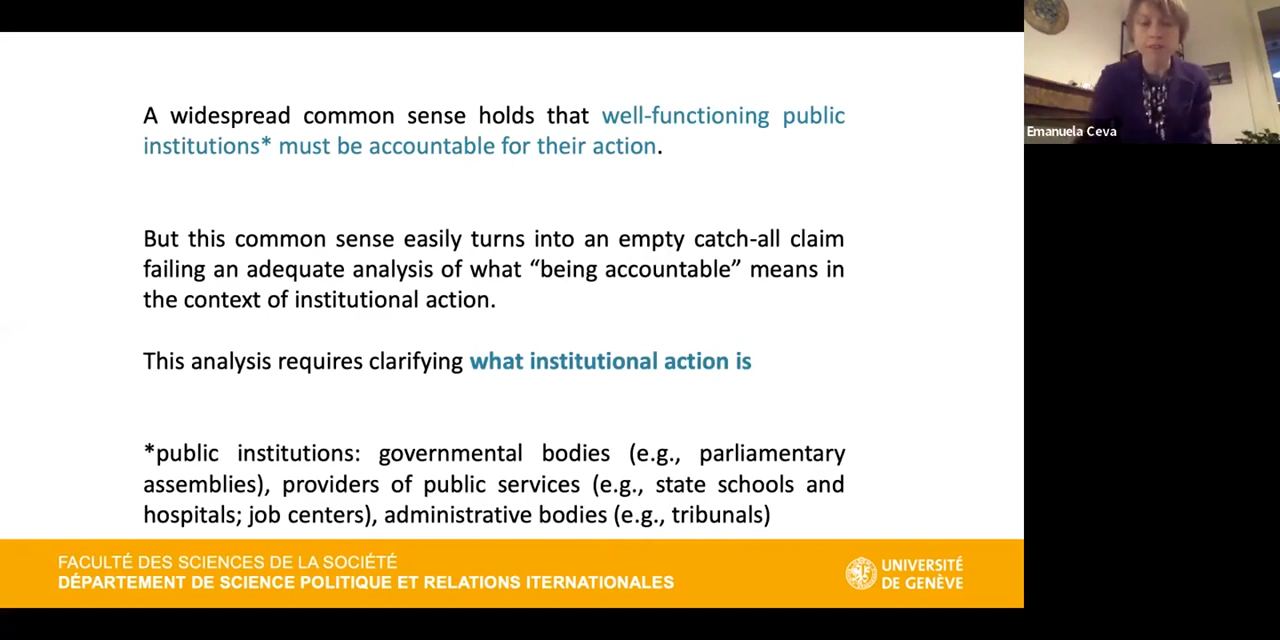 A widespread common sense holds that well-functioning public
institutions* must be accountable for their action.
But this common sense easily turns into an empty catch-all claim
failing an adequate analysis of what “being accountable” means in
the context of institutional action.
This analysis requires clarifying what institutional action is
*public institutions: governmental bodies (e.g., parliamentary
assemblies), providers of public services (e.g., state schools and
hospitals; job centers), administrative bodies (e.g., tribunals)
FACULTÉ DES SCIENCES DE LA SOCIÉTÉ
DÉPARTEMENT DE SCIENCE POLITIQUE ET RELATIONS ITERNATIONALES
UNIVERSITÉ
DE GENÈVE
Emanuela Ceva